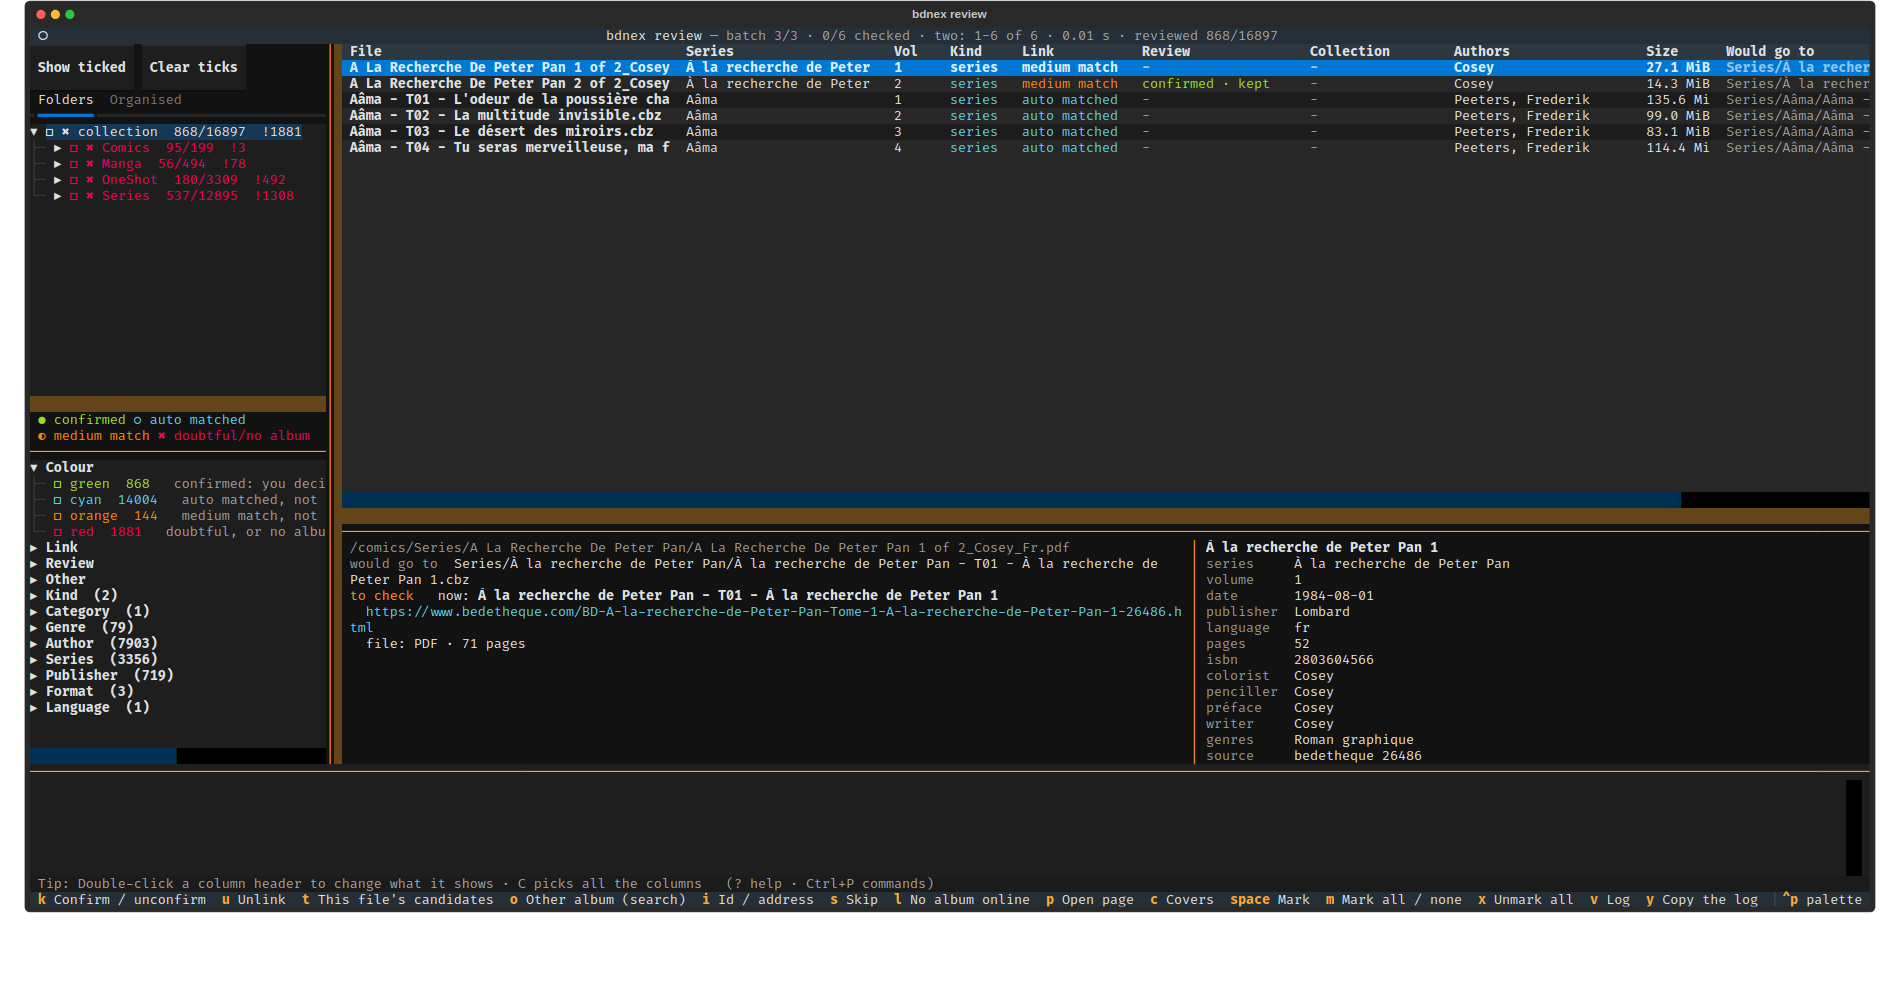 bdnex review
bdnex review — batch 3/3 · 0/6 checked · two: 1-6 of 6 · 0.01 s · reviewed 868/16897
Show ticked Clear ticks
Folders Organised
▼ □ ✖ collection 868/16897 !1881
▶ □ ✖ Comics 95/199 !3
▶ □ ✖ Manga 56/494 !78
▶ □ ✖ OneShot 180/3309 !492
▶ □ ✖ Series 537/12895 !1308
● confirmed ○ auto matched
◐ medium match ✖ doubtful/no album
▼ Colour
□ green 868 confirmed: you deci
□ cyan 14004 auto matched, not
□ orange 144 medium match, not
□ red 1881 doubtful, or no albu
▶ Link
▶ Review
▶ Other
▶ Kind (2)
▶ Category (1)
▶ Genre (79)
▶ Author (7903)
▶ Series (3356)
▶ Publisher (719)
▶ Format (3)
▶ Language (1)
File Series Vol Kind Link Review Collection Authors Size Would go to
A La Recherche De Peter Pan 1 of 2_Cosey À la recherche de Peter 1 series medium match - - Cosey 27.1 MiB Series/À la recher
A La Recherche De Peter Pan 2 of 2_Cosey À la recherche de Peter 2 series medium match confirmed · kept - Cosey 14.3 MiB Series/À la recher
Aâma - T01 - L'odeur de la poussière cha Aâma 1 series auto matched - - Peeters, Frederik 135.6 Mi Series/Aâma/Aâma -
Aâma - T02 - La multitude invisible.cbz Aâma 2 series auto matched - - Peeters, Frederik 99.0 MiB Series/Aâma/Aâma -
Aâma - T03 - Le désert des miroirs.cbz Aâma 3 series auto matched - - Peeters, Frederik 83.1 MiB Series/Aâma/Aâma -
Aâma - T04 - Tu seras merveilleuse, ma f Aâma 4 series auto matched - - Peeters, Frederik 114.4 Mi Series/Aâma/Aâma -
/comics/Series/A La Recherche De Peter Pan/A La Recherche De Peter Pan 1 of 2_Cosey_Fr.pdf
would go to Series/À la recherche de Peter Pan/À la recherche de Peter Pan - T01 - À la recherche de
Peter Pan 1.cbz
to check now: À la recherche de Peter Pan - T01 - À la recherche de Peter Pan 1
https://www.bedetheque.com/BD-A-la-recherche-de-Peter-Pan-Tome-1-A-la-recherche-de-Peter-Pan-1-26486.h
tml
file: PDF · 71 pages
À la recherche de Peter Pan 1
series À la recherche de Peter Pan
volume 1
date 1984-08-01
publisher Lombard
language fr
pages 52
isbn 2803604566
colorist Cosey
penciller Cosey
préface Cosey
writer Cosey
genres Roman graphique
source bedetheque 26486
Tip: Double-click a column header to change what it shows · C picks all the columns (? help · Ctrl+P commands)
k Confirm / unconfirm u Unlink t This file's candidates o Other album (search) i Id / address s Skip l No album online p Open page c Covers space Mark m Mark all / none x Unmark all v Log y Copy the log ^p palette